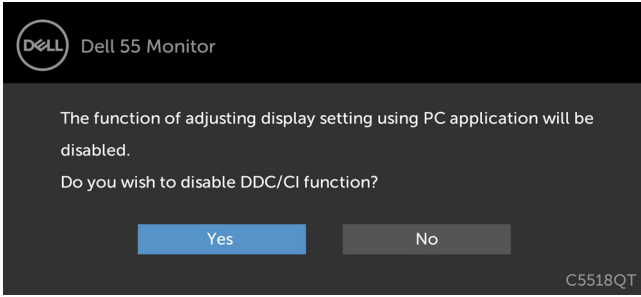 DELL
Dell 55 Monitor
The function of adjusting display setting using PC application will be
disabled.
Do you wish to disable DDC/CI function?
Yes
No
C5518QT